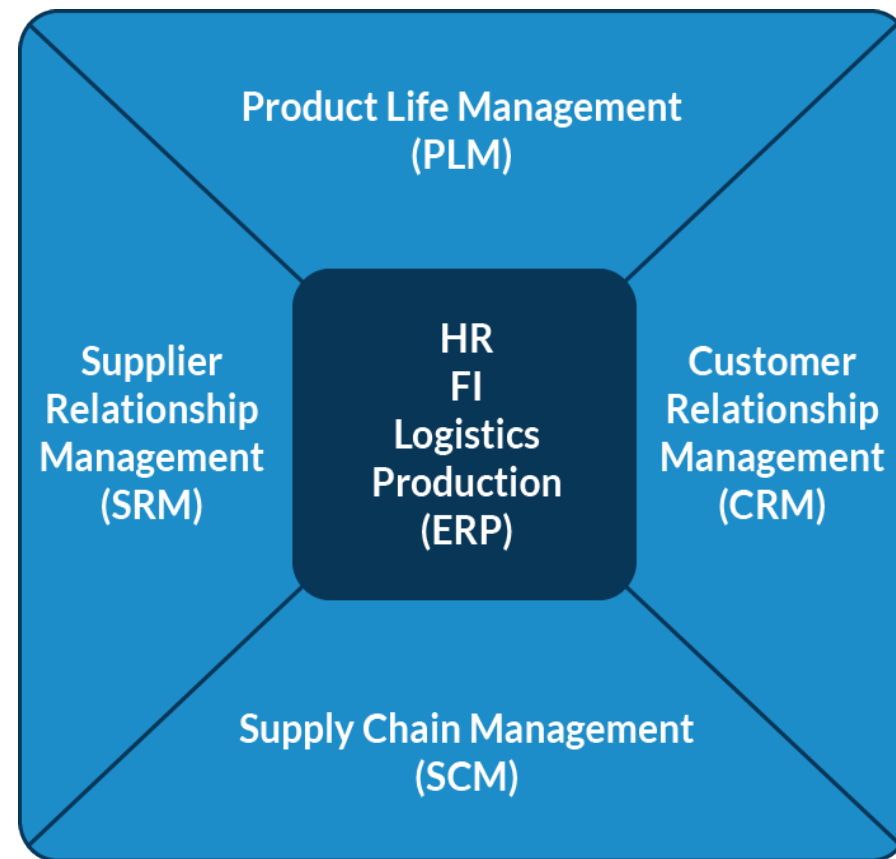 Product Life Management
(PLM)
Supplier
Relationship
Management
(SRM)
HR
FI
Logistics
Production
(ERP)
Customer
Relationship
Management
(CRM)
Supply Chain Management
(SCM)